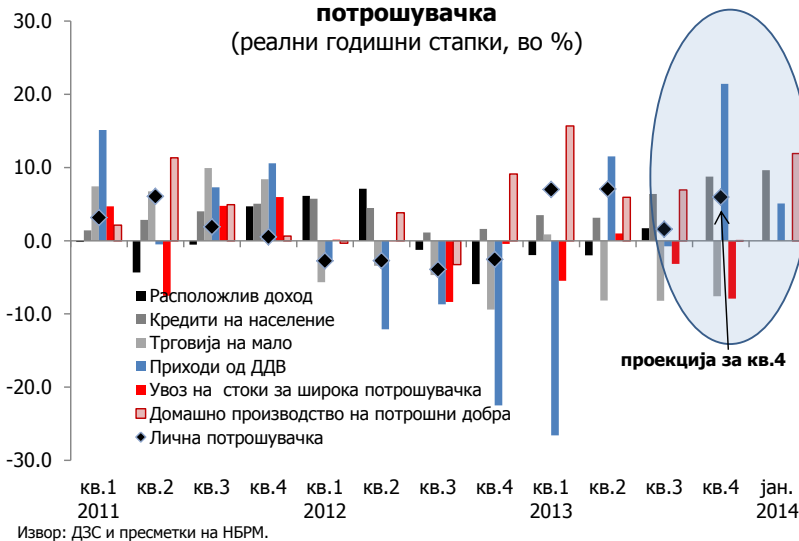 потрошувачка
(реални годишни стапки, во %)
30.0
20.0
10.0
0.0
-10.0
-20.0
-30.0
Расположлив доход
Кредити на население
Трговија на мало
Приходи од ДДВ
Увоз на стоки за широка потрошувачка
Домашно производство на потрошни добра
Лична потрошувачка
проекција за кв.4
кв.1 кв.2 кв.3 кв.4 кв.1 кв.2 кв.3 кв.4 кв.1 кв.2 кв.3 кв.4 јан.
2011 2012 2013 2014
Извор: ДЗС и пресметки на НБРМ.